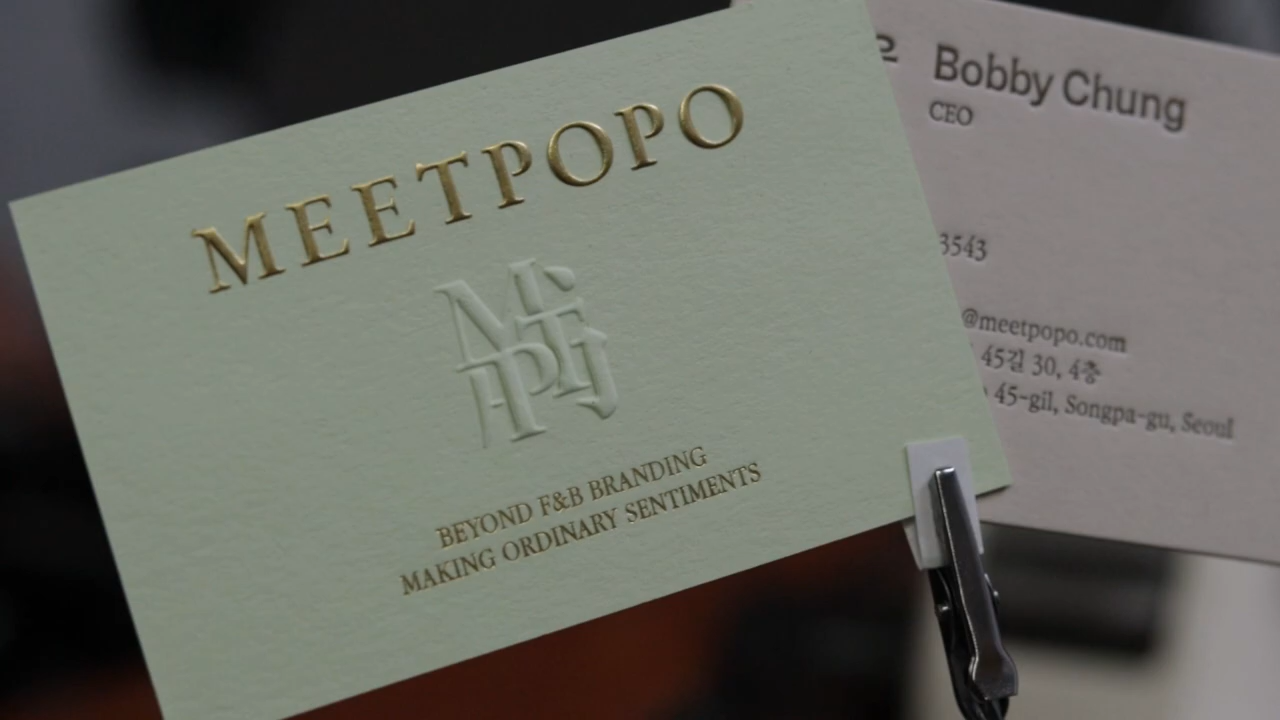 MEETPOPO
BEYOND F&B BRANDING
MAKING ORDINARY SENTIMENTS
Bobby Chung
CEO
3543
@meetpopo.com
45길 30, 4층
45-gil, Songpa-gu, Seoul